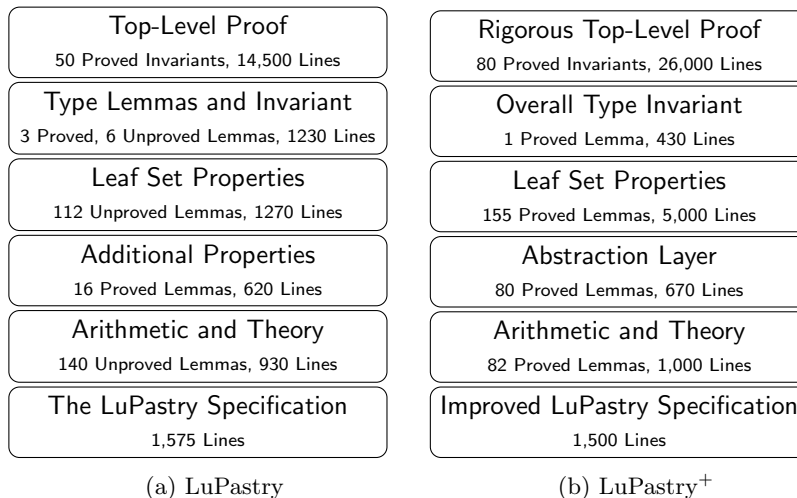 Top-Level Proof
50 Proved Invariants, 14,500 Lines
Type Lemmas and Invariant
3 Proved, 6 Unproved Lemmas, 1230 Lines
Leaf Set Properties
112 Unproved Lemmas, 1270 Lines
Additional Properties
16 Proved Lemmas, 620 Lines
Arithmetic and Theory
140 Unproved Lemmas, 930 Lines
The LuPastry Specification
1,575 Lines
(a) LuPastry
Rigorous Top-Level Proof
80 Proved Invariants, 26,000 Lines
Overall Type Invariant
1 Proved Lemma, 430 Lines
Leaf Set Properties
155 Proved Lemmas, 5,000 Lines
Abstraction Layer
80 Proved Lemmas, 670 Lines
Arithmetic and Theory
82 Proved Lemmas, 1,000 Lines
Improved LuPastry Specification
1,500 Lines
(b) LuPastry⁺